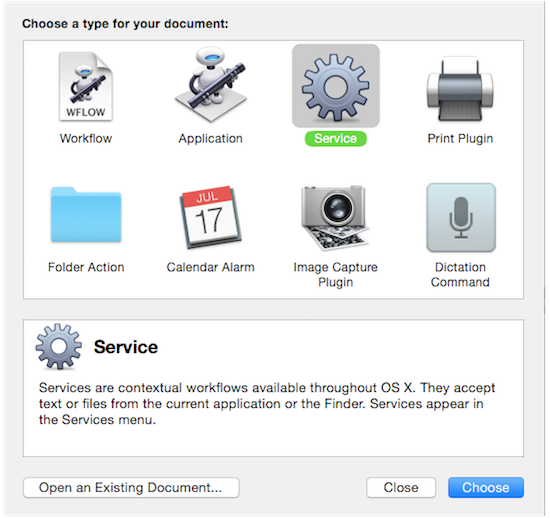 Choose a type for your document:
WFLOW
Workflow
Application
Service
Print Plugin
JUL
17
Folder Action
Calendar Alarm
Image Capture
Plugin
Dictation
Command
Service
Services are contextual workflows available throughout OS X. They accept
text or files from the current application or the Finder. Services appear in
the Services menu.
Open an Existing Document...
Close
Choose